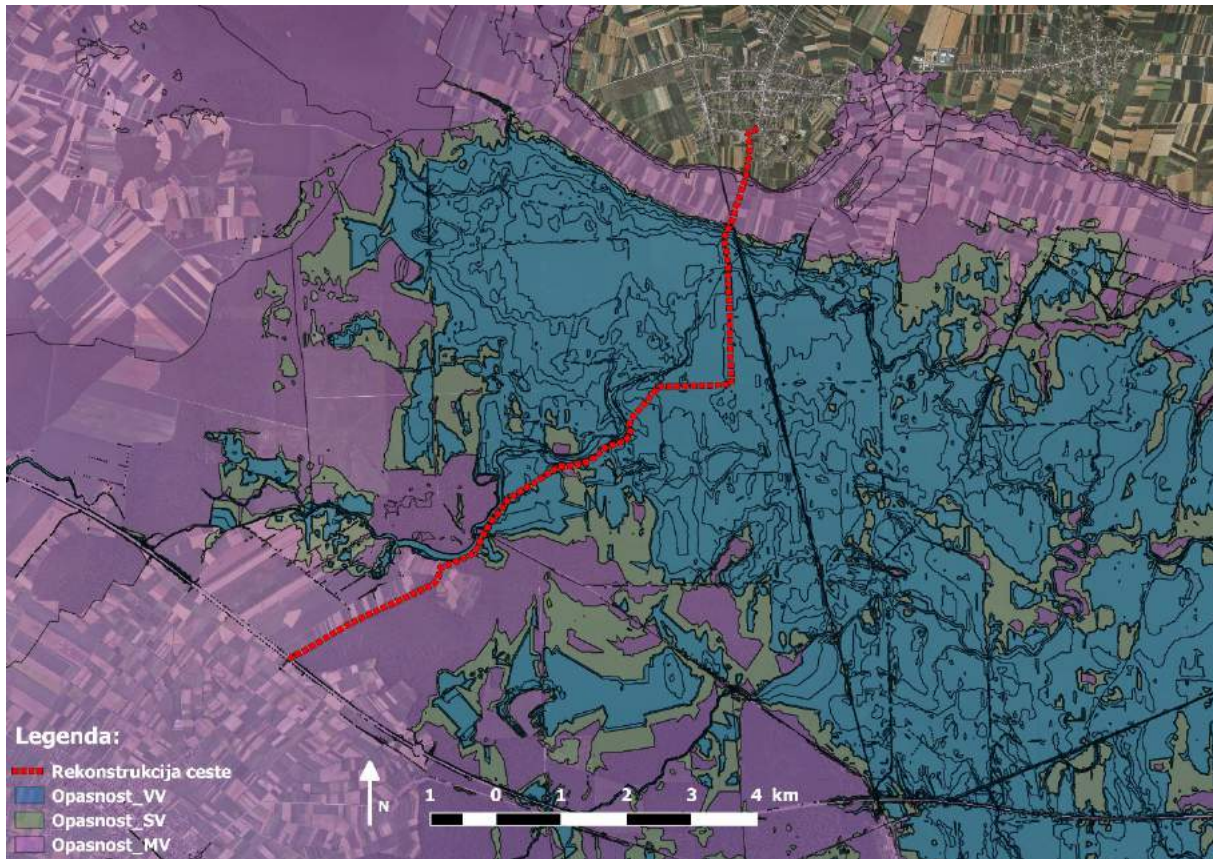 Legenda:
Rekonstrukcija ceste
Opasnost_VV
Opasnost_SV
Opasnost_MV
N
1 0 1 2 3 4 km